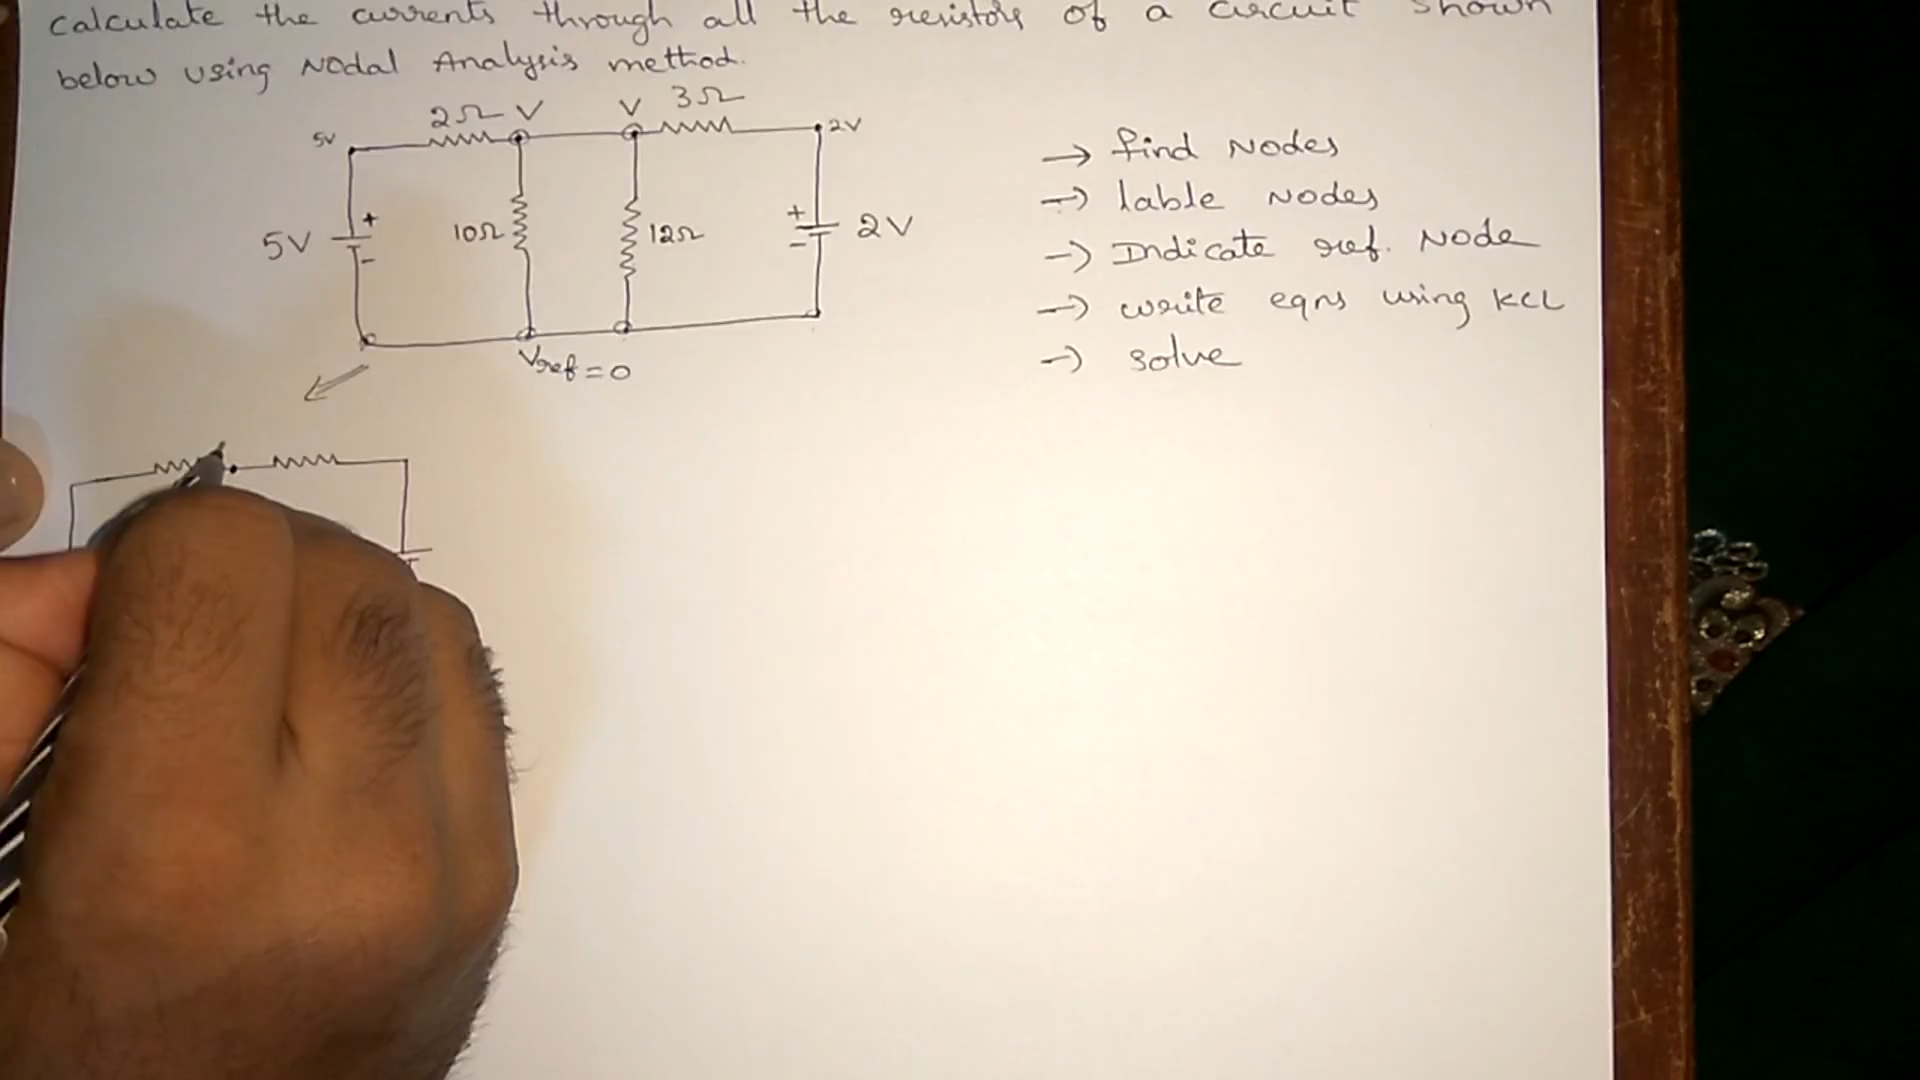 calculate the currents through all the resistors of a circuit shown
below using Nodal Analysis method.
2Ω V
V 3Ω
5V
2V
5V
+
-
10Ω
12Ω
+
-
2V
Vref = 0
→ find Nodes
→ lable Nodes
→ Indicate ref. Node
→ write eqns using KCL
→ solve